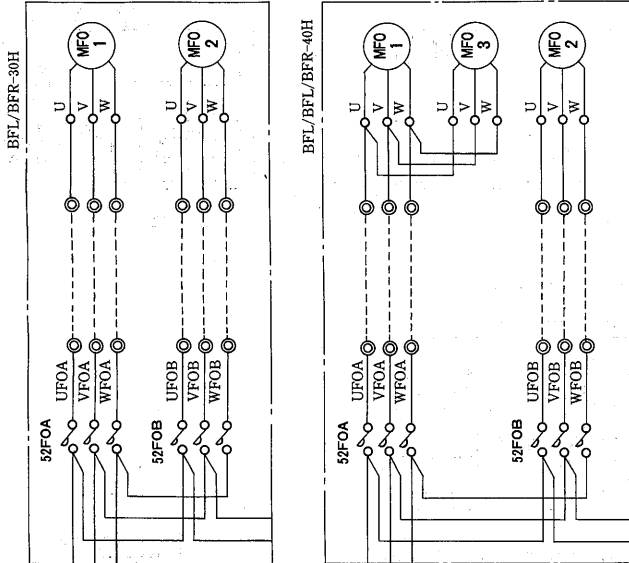 BFL/BFR-30H
MFO
1
MFO
2
U
V
W
U
V
W
UFOA
VFOA
WFOA
UFOB
VFOB
WFOB
52FOA
52FOB
BFL/BFL/BFR-40H
MFO
1
MFO
3
MFO
2
U
V
W
U
V
W
U
V
W
UFOA
VFOA
WFOA
UFOB
VFOB
WFOB
52FOA
52FOB